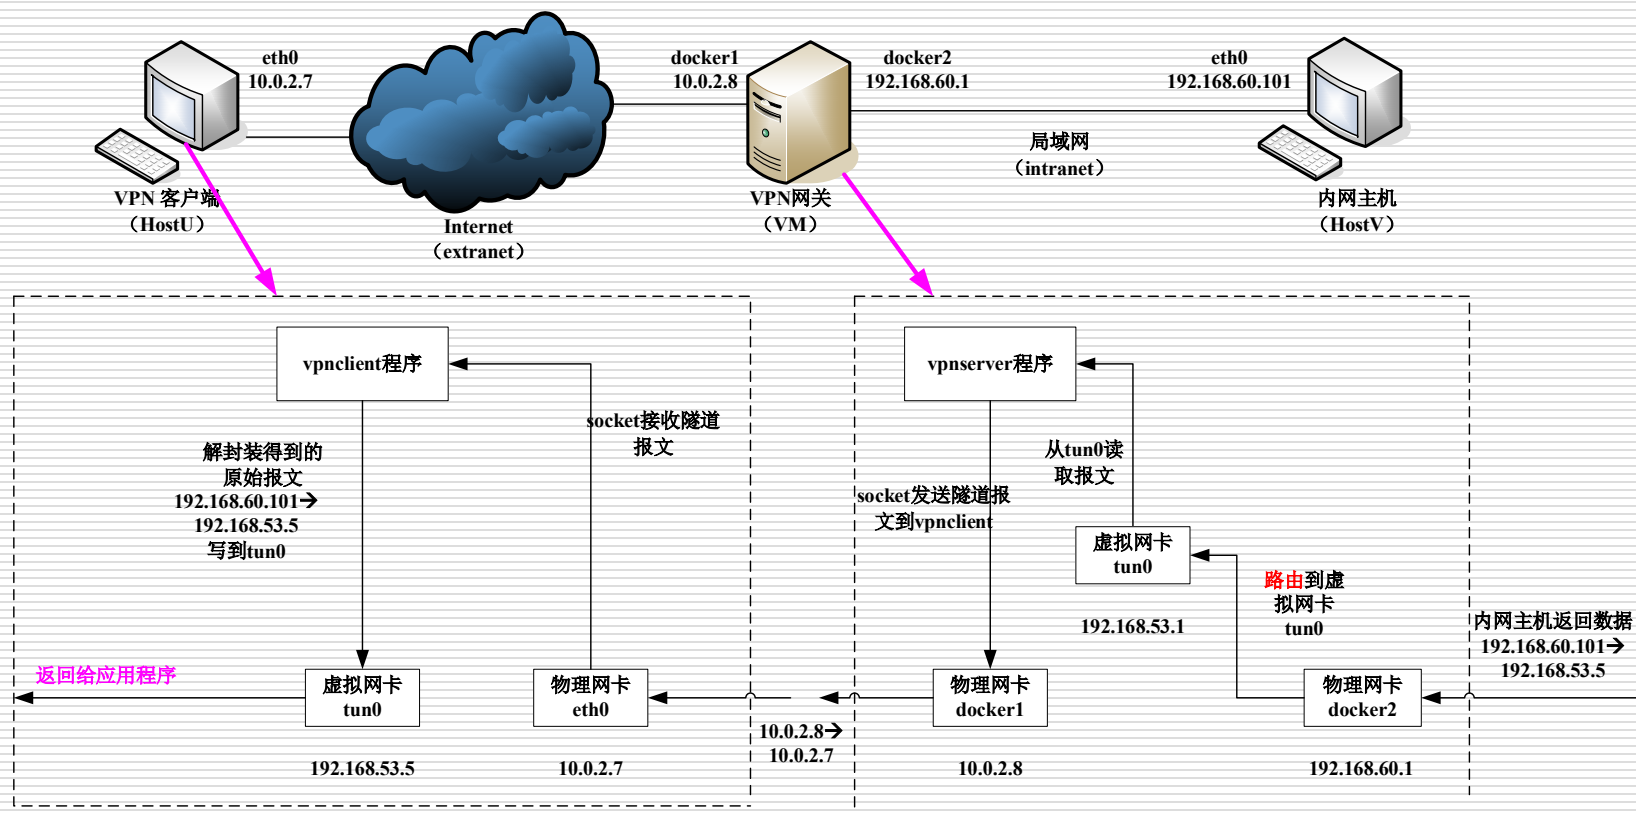 eth0
10.0.2.7
docker1
10.0.2.8
docker2
192.168.60.1
eth0
192.168.60.101
局域网
（intranet）
VPN 客户端
（HostU）
Internet
（extranet）
VPN网关
（VM）
内网主机
（HostV）
vpnclient程序
socket接收隧道
报文
解封装得到的
原始报文
192.168.60.101→
192.168.53.5
写到tun0
返回给应用程序
虚拟网卡
tun0
192.168.53.5
物理网卡
eth0
10.0.2.7
10.0.2.8→
10.0.2.7
vpnserver程序
从tun0读
取报文
socket发送隧道报
文到vpnclient
虚拟网卡
tun0
192.168.53.1
路由到虚
拟网卡
tun0
物理网卡
docker1
10.0.2.8
物理网卡
docker2
192.168.60.1
内网主机返回数据
192.168.60.101→
192.168.53.5